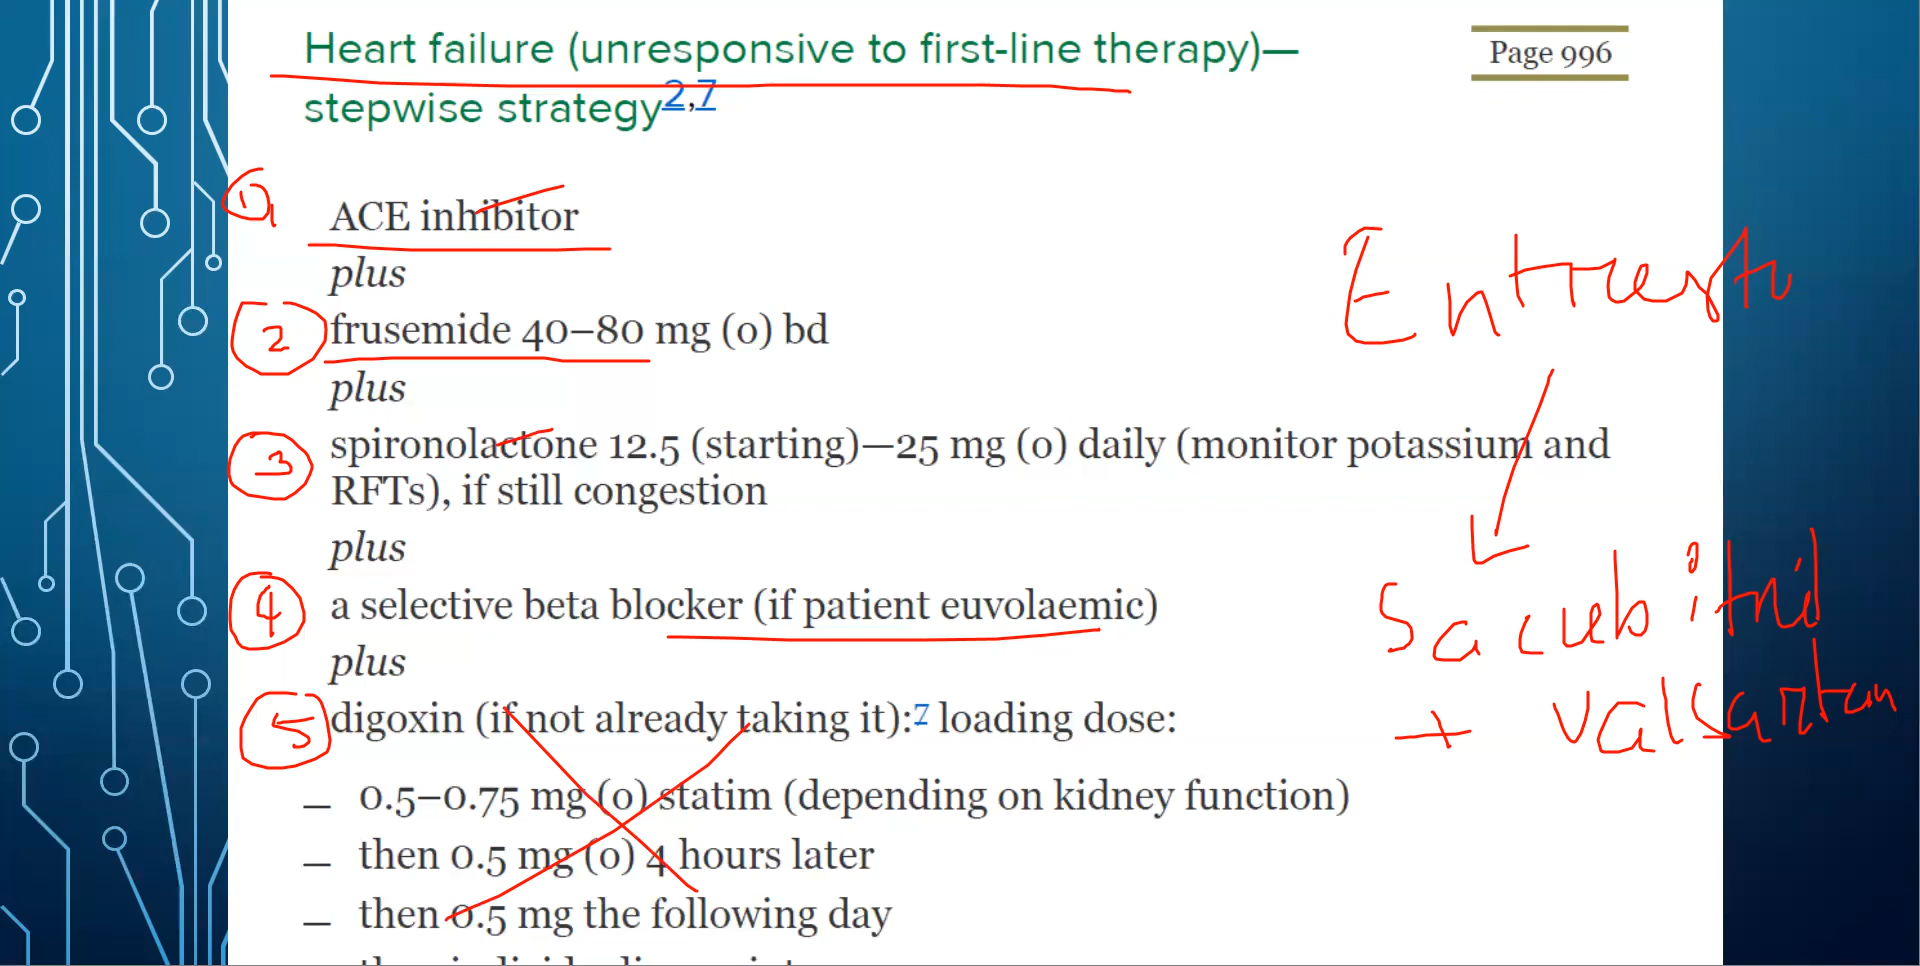 Heart failure (unresponsive to first-line therapy)—
stepwise strategy2,7
Page 996
1
ACE inhibitor
plus
2
frusemide 40–80 mg (o) bd
plus
3
spironolactone 12.5 (starting)—25 mg (o) daily (monitor potassium and
RFTs), if still congestion
plus
4
a selective beta blocker (if patient euvolaemic)
plus
5
digoxin (if not already taking it):7 loading dose:
– 0.5–0.75 mg (o) statim (depending on kidney function)
– then 0.5 mg (o) 4 hours later
– then 0.5 mg the following day
Entresto
Sacubitril
+ valsartan